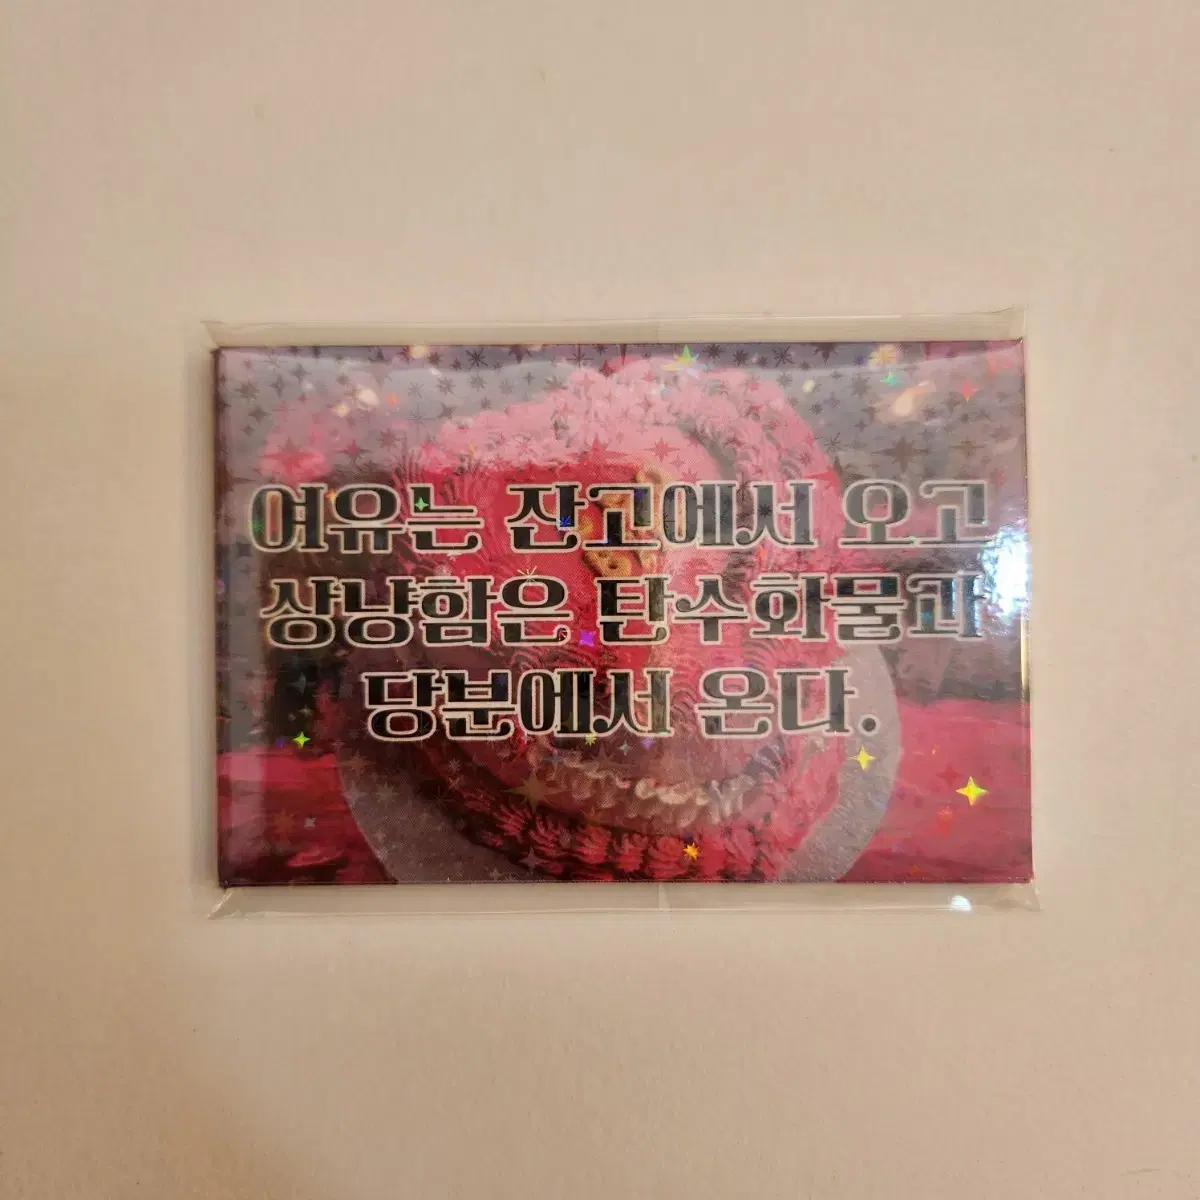 여유는 잔고에서 오고
상냥함은 탄수화물과
당분에서 온다.